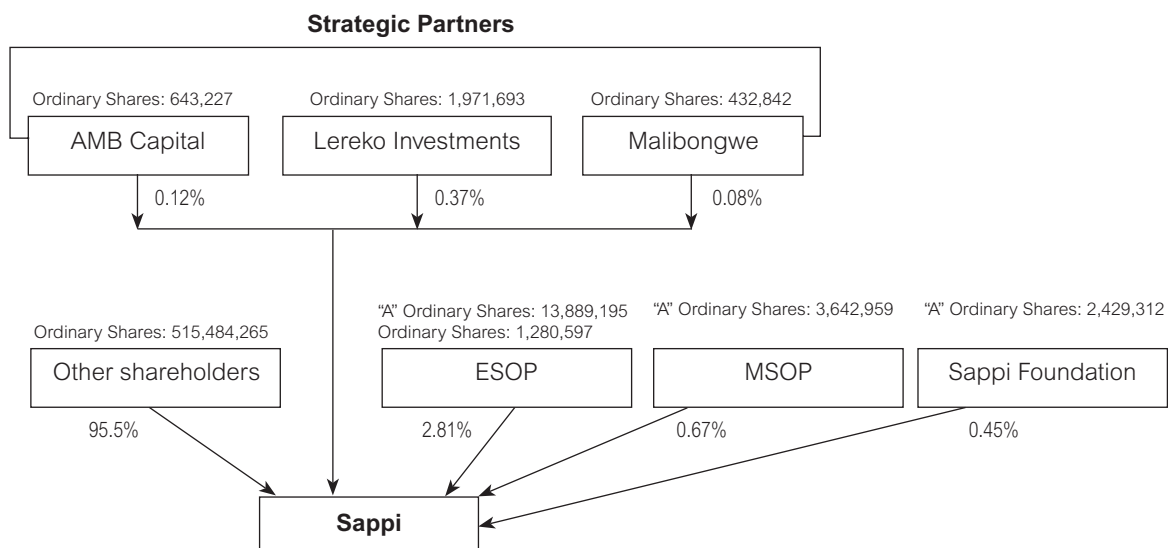 Strategic Partners
Ordinary Shares: 643,227
Ordinary Shares: 1,971,693
Ordinary Shares: 432,842
AMB Capital
Lereko Investments
Malibongwe
0.12%
0.37%
0.08%
"A" Ordinary Shares: 13,889,195
"A" Ordinary Shares: 3,642,959
"A" Ordinary Shares: 2,429,312
Ordinary Shares: 515,484,265
Ordinary Shares: 1,280,597
Other shareholders
ESOP
MSOP
Sappi Foundation
95.5%
2.81%
0.67%
0.45%
Sappi